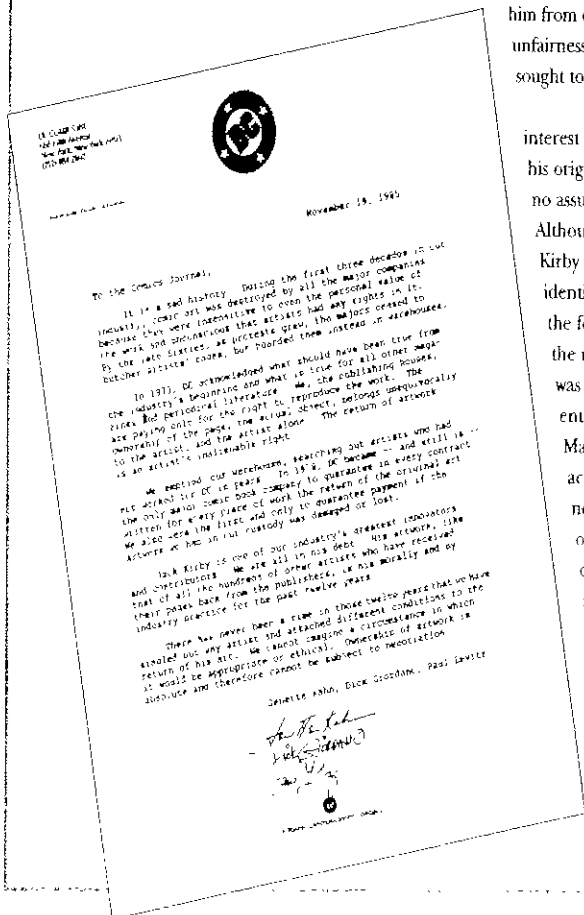 him from
unfairness
sought to
interest
his orig
no assu
Althou
Kirby
identi
the f
the
was
enu
Ma
ac
DC
November 19, 1985
To the Comics Journal,
It is a sad history. During the first three decades in our
industry, comic art was destroyed by all the major companies
because they were insensitive to even the personal value of
the work and unconscious that artists had any rights in it.
By the late Sixties, as protests grew, the majors ceased to
butcher artists' pages, but hoarded them instead in warehouses.
In 1973, DC acknowledged what should have been true from
the industry's beginning and what is true for all other maga-
zines and periodical literature. We, the publishing houses,
are paying only for the right to reproduce the work. The
ownership of the page, the actual object, belongs unequivocally
to the artist, and the artist alone. The return of artwork
is an artist's inalienable right.
We emptied our warehouse, searching out artists who had
not worked for DC in years. In 1978, DC became -- and still is --
the only major comic book company to guarantee in every contract
written for every piece of work the return of the original art.
We also were the first and only to guarantee payment if the
artwork we had in our custody was damaged or lost.
Jack Kirby is one of our industry's greatest innovators
and contributors. We are all in his debt. His artwork, like
that of all the hundreds of other artists who have received
their pages back from the publishers, is his morally and by
industry practice for the past twelve years.
There has never been a time in those twelve years that we have
singled out any artist and attached different conditions to the
return of his art. We cannot imagine a circumstance in which
it would be appropriate or ethical. Ownership of artwork is
absolute and therefore cannot be subject to negotiation.
Jenette Kahn, Dick Giordano, Paul Levitz